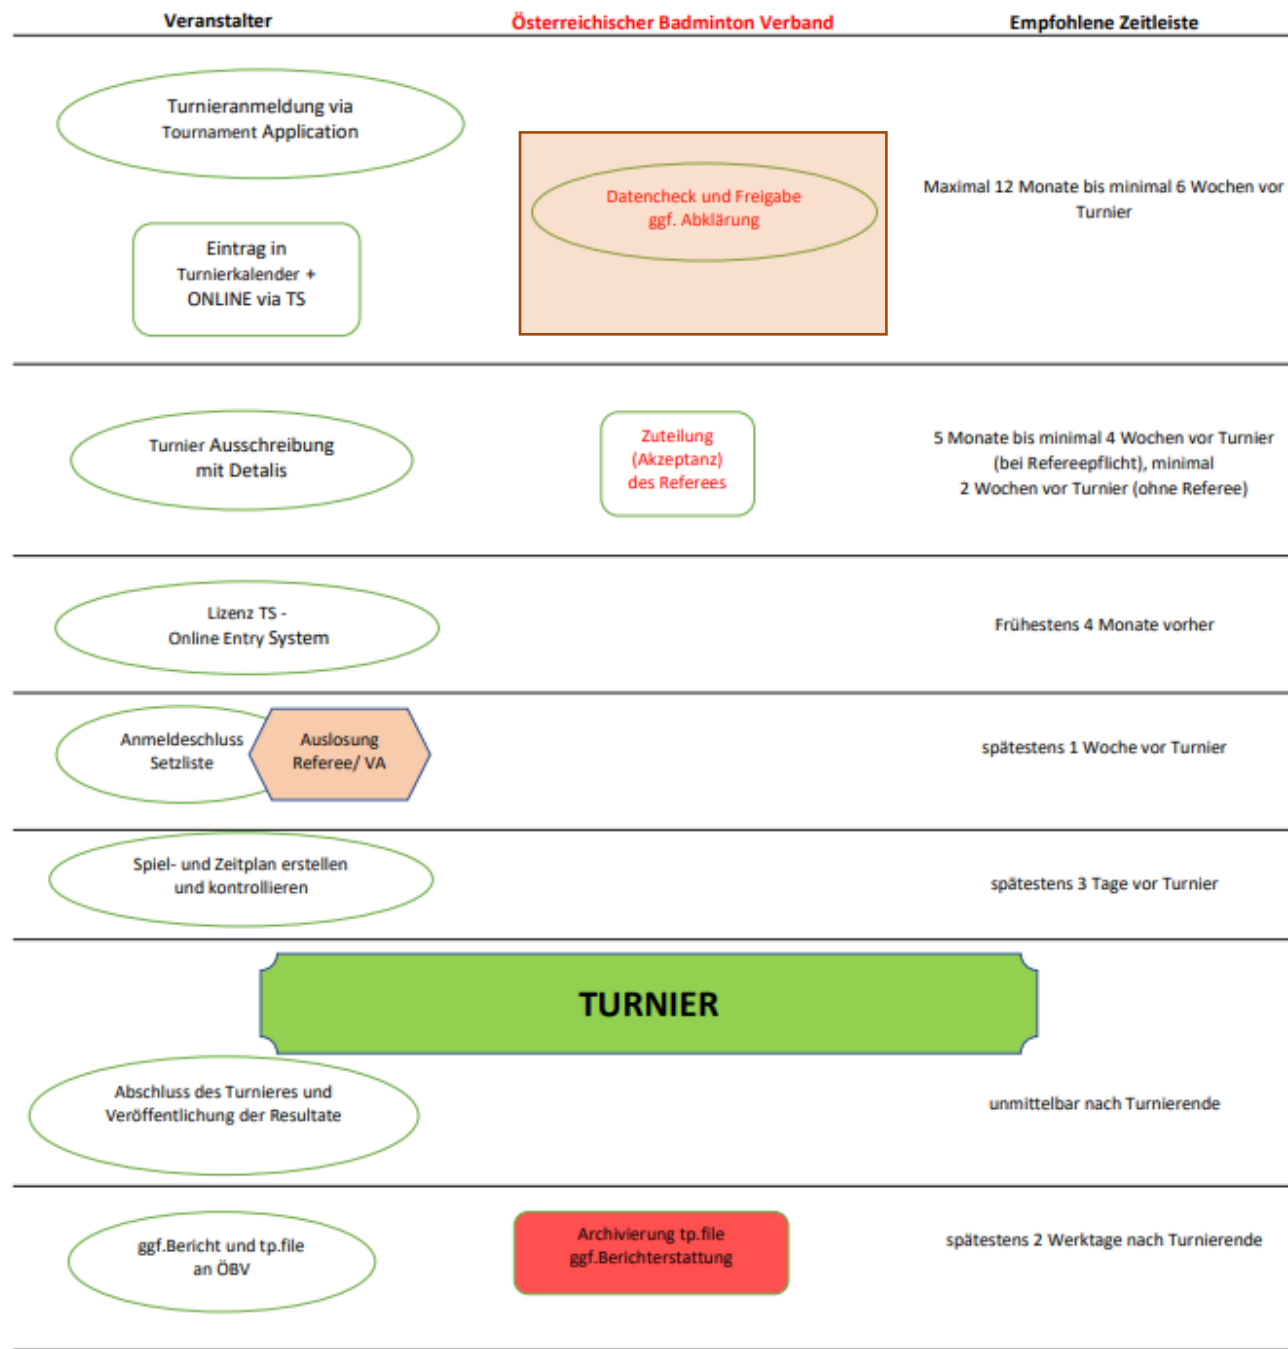 Veranstalter
Österreichischer Badminton Verband
Empfohlene Zeitleiste
Turnieranmeldung via
Tournament Application
Datencheck und Freigabe
ggf. Abklärung
Maximal 12 Monate bis minimal 6 Wochen vor
Turnier
Eintrag in
Turnierkalender +
ONLINE via TS
Turnier Ausschreibung
mit Detalis
Zuteilung
(Akzeptanz)
des Referees
5 Monate bis minimal 4 Wochen vor Turnier
(bei Refereepflicht), minimal
2 Wochen vor Turnier (ohne Referee)
Lizenz TS -
Online Entry System
Frühestens 4 Monate vorher
Anmeldeschluss
Setzliste
Auslosung
Referee/ VA
spätestens 1 Woche vor Turnier
Spiel- und Zeitplan erstellen
und kontrollieren
spätestens 3 Tage vor Turnier
TURNIER
Abschluss des Turnieres und
Veröffentlichung der Resultate
unmittelbar nach Turnierende
ggf.Bericht und tp.file
an ÖBV
Archivierung tp.file
ggf.Berichterstattung
spätestens 2 Werktage nach Turnierende